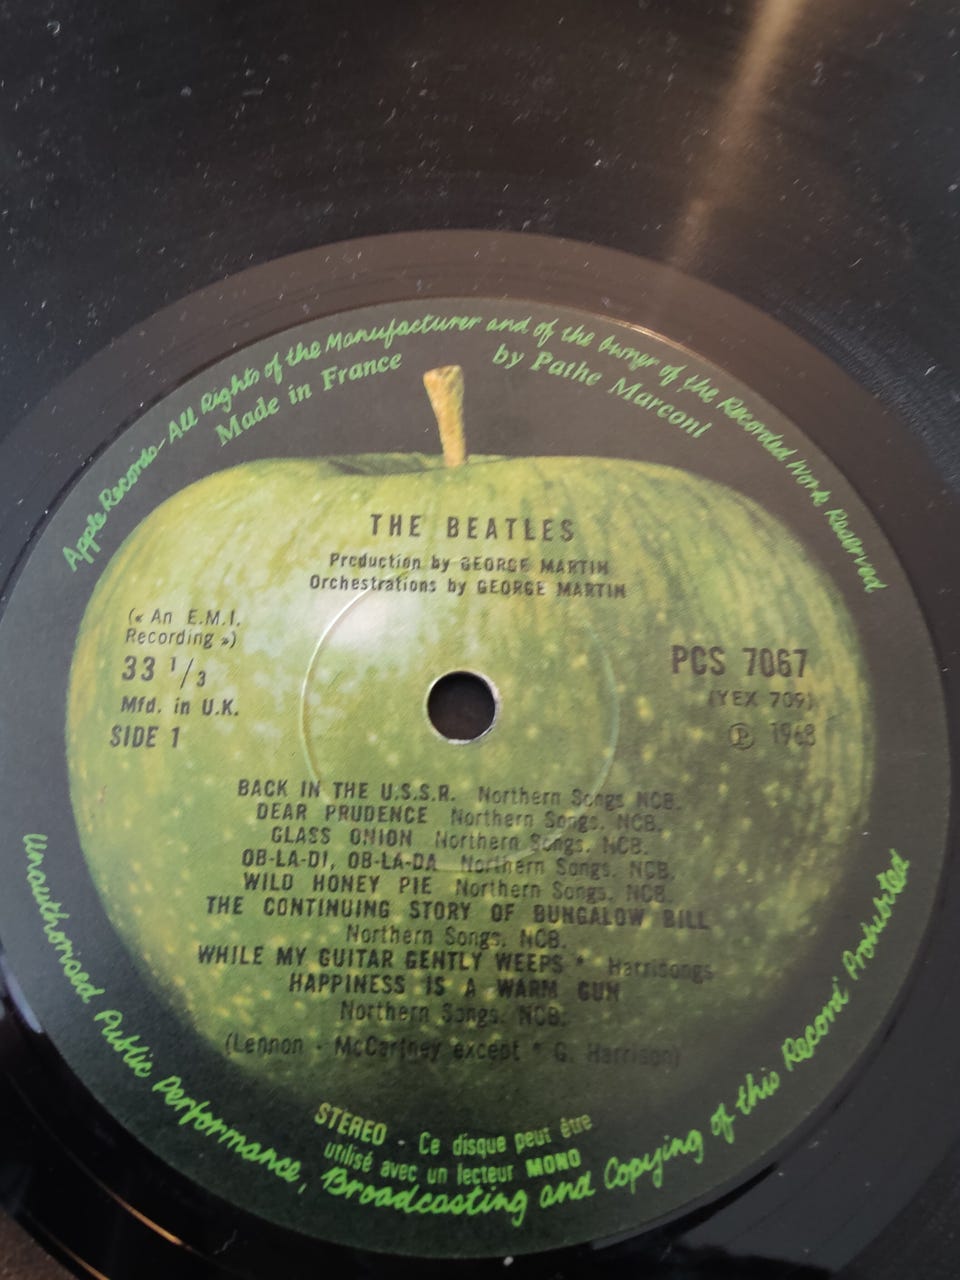 Apple Records-All Rights of the Manufacturer and of the Owner of the Recorded Work Reserved
Made in France by Pathe Marconi
THE BEATLES
Production by GEORGE MARTIN
Orchestrations by GEORGE MARTIN
(« An E.M.I.
Recording »)
33 1/3
Mfd. in U.K.
SIDE 1
PCS 7067
(YEX 709)
Ⓟ 1968
BACK IN THE U.S.S.R. Northern Songs. NCB.
DEAR PRUDENCE Northern Songs. NCB.
GLASS ONION Northern Songs. NCB.
OB-LA-DI, OB-LA-DA Northern Songs. NCB.
WILD HONEY PIE Northern Songs. NCB.
THE CONTINUING STORY OF BUNGALOW BILL
Northern Songs. NCB.
WHILE MY GUITAR GENTLY WEEPS * Harrisongs
HAPPINESS IS A WARM GUN
Northern Songs. NCB.
(Lennon - McCartney except * G. Harrison)
STEREO - Ce disque peut être
utilisé avec un lecteur MONO
Unauthorised Public Performance, Broadcasting and Copying of this Record Prohibited